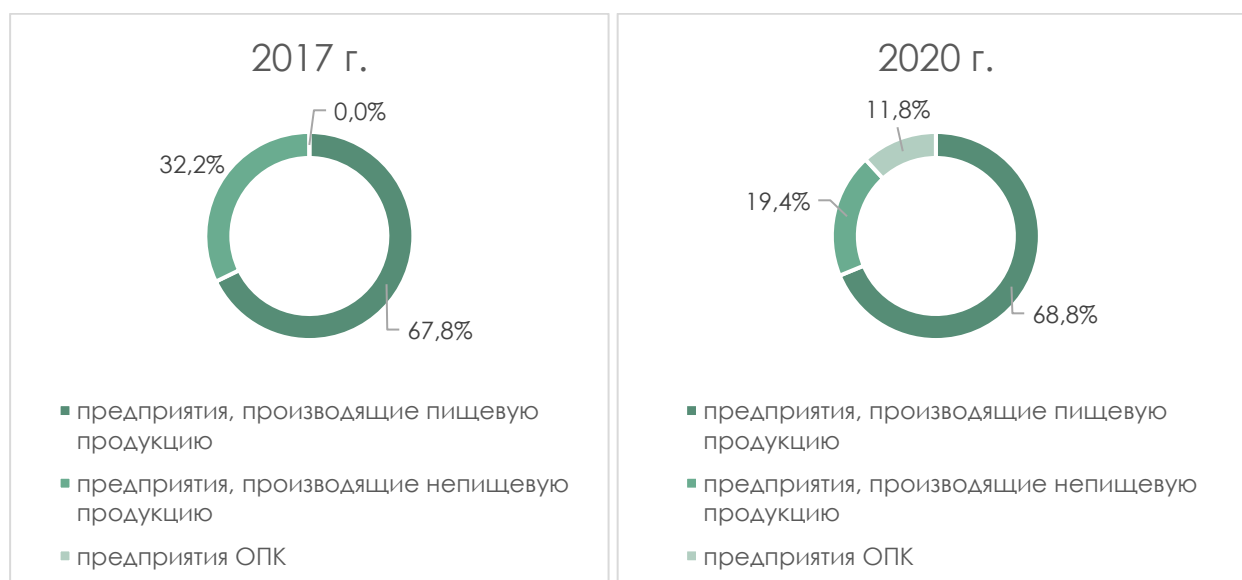 2017 г.
0,0%
32,2%
67,8%
предприятия, производящие пищевую
продукцию
предприятия, производящие непищевую
продукцию
предприятия ОПК
2020 г.
11,8%
19,4%
68,8%
предприятия, производящие пищевую
продукцию
предприятия, производящие непищевую
продукцию
предприятия ОПК